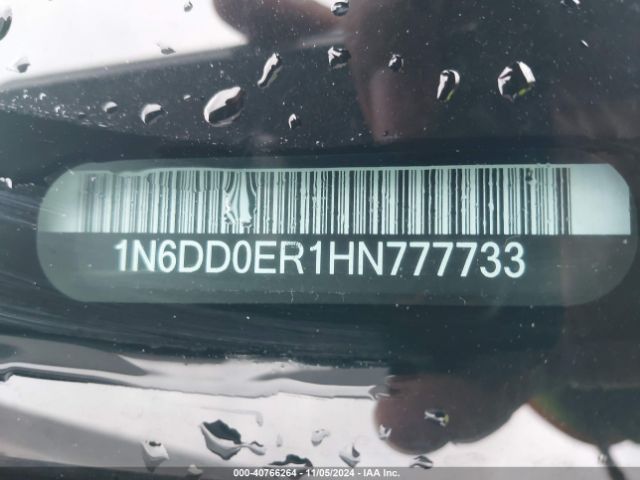 1N6DD0ER1HN777733
000-40766264 - 11/05/2024 - IAA Inc.